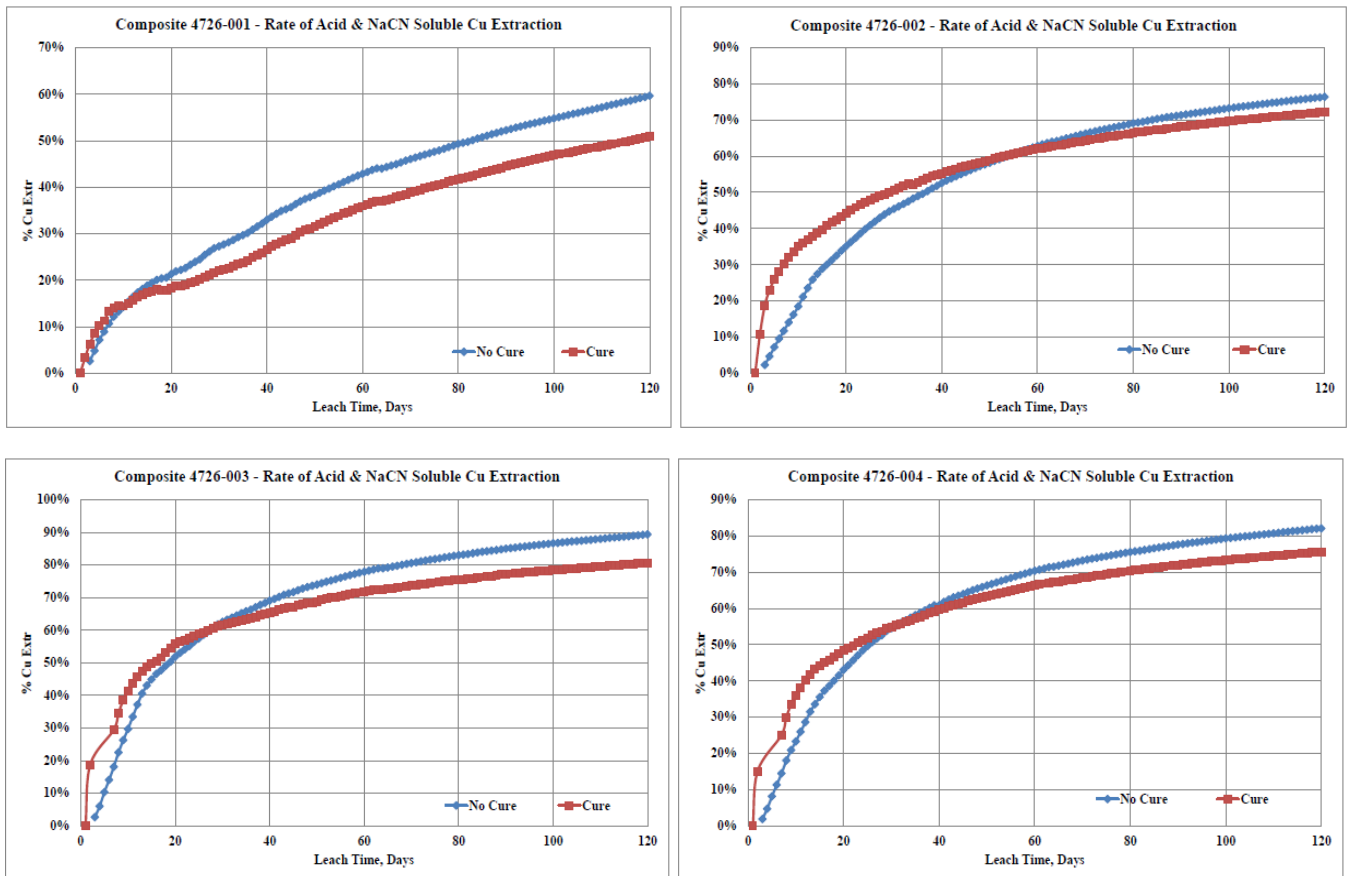 Composite 4726-001 - Rate of Acid & NaCN Soluble Cu Extraction
70%
60%
50%
40%
30%
20%
10%
0%
% Cu Extr
No Cure
Cure
0 20 40 60 80 100 120
Leach Time, Days
Composite 4726-002 - Rate of Acid & NaCN Soluble Cu Extraction
90%
80%
70%
60%
50%
40%
30%
20%
10%
0%
% Cu Extr
No Cure
Cure
0 20 40 60 80 100 120
Leach Time, Days
Composite 4726-003 - Rate of Acid & NaCN Soluble Cu Extraction
100%
90%
80%
70%
60%
50%
40%
30%
20%
10%
0%
% Cu Extr
No Cure
Cure
0 20 40 60 80 100 120
Leach Time, Days
Composite 4726-004 - Rate of Acid & NaCN Soluble Cu Extraction
90%
80%
70%
60%
50%
40%
30%
20%
10%
0%
% Cu Extr
No Cure
Cure
0 20 40 60 80 100 120
Leach Time, Days